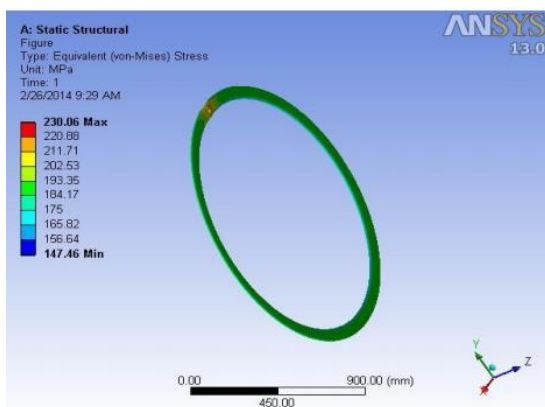 A: Static Structural
Figure
Type: Equivalent (von-Mises) Stress
Unit: MPa
Time: 1
2/26/2014 9:29 AM
230.06 Max
220.88
211.71
202.53
193.35
184.17
175
165.82
156.64
147.46 Min
ANSYS
13.0
0.00
900.00 (mm)
450.00
Y
Z
X